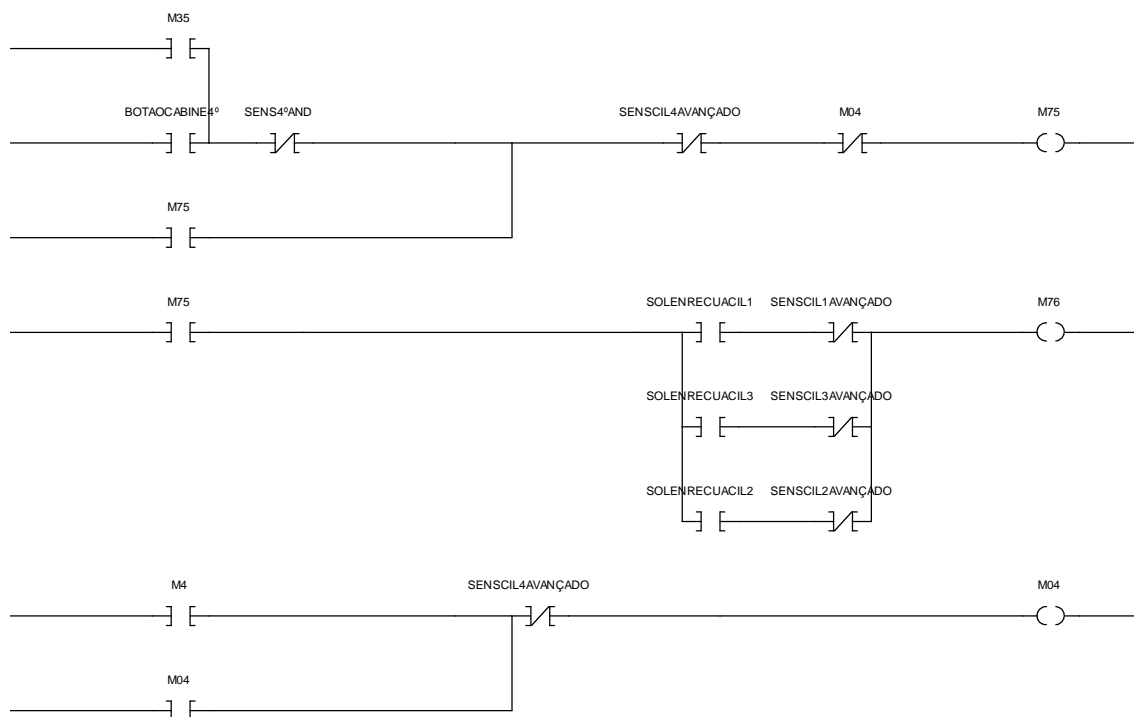 M35
BOTAOCABINE4º SENS4ºAND SENSCIL4AVANÇADO M04 M75
M75
M75 SOLENRECUACIL1 SENSCIL1AVANÇADO M76
SOLENRECUACIL3 SENSCIL3AVANÇADO
SOLENRECUACIL2 SENSCIL2AVANÇADO
M4 SENSCIL4AVANÇADO M04
M04